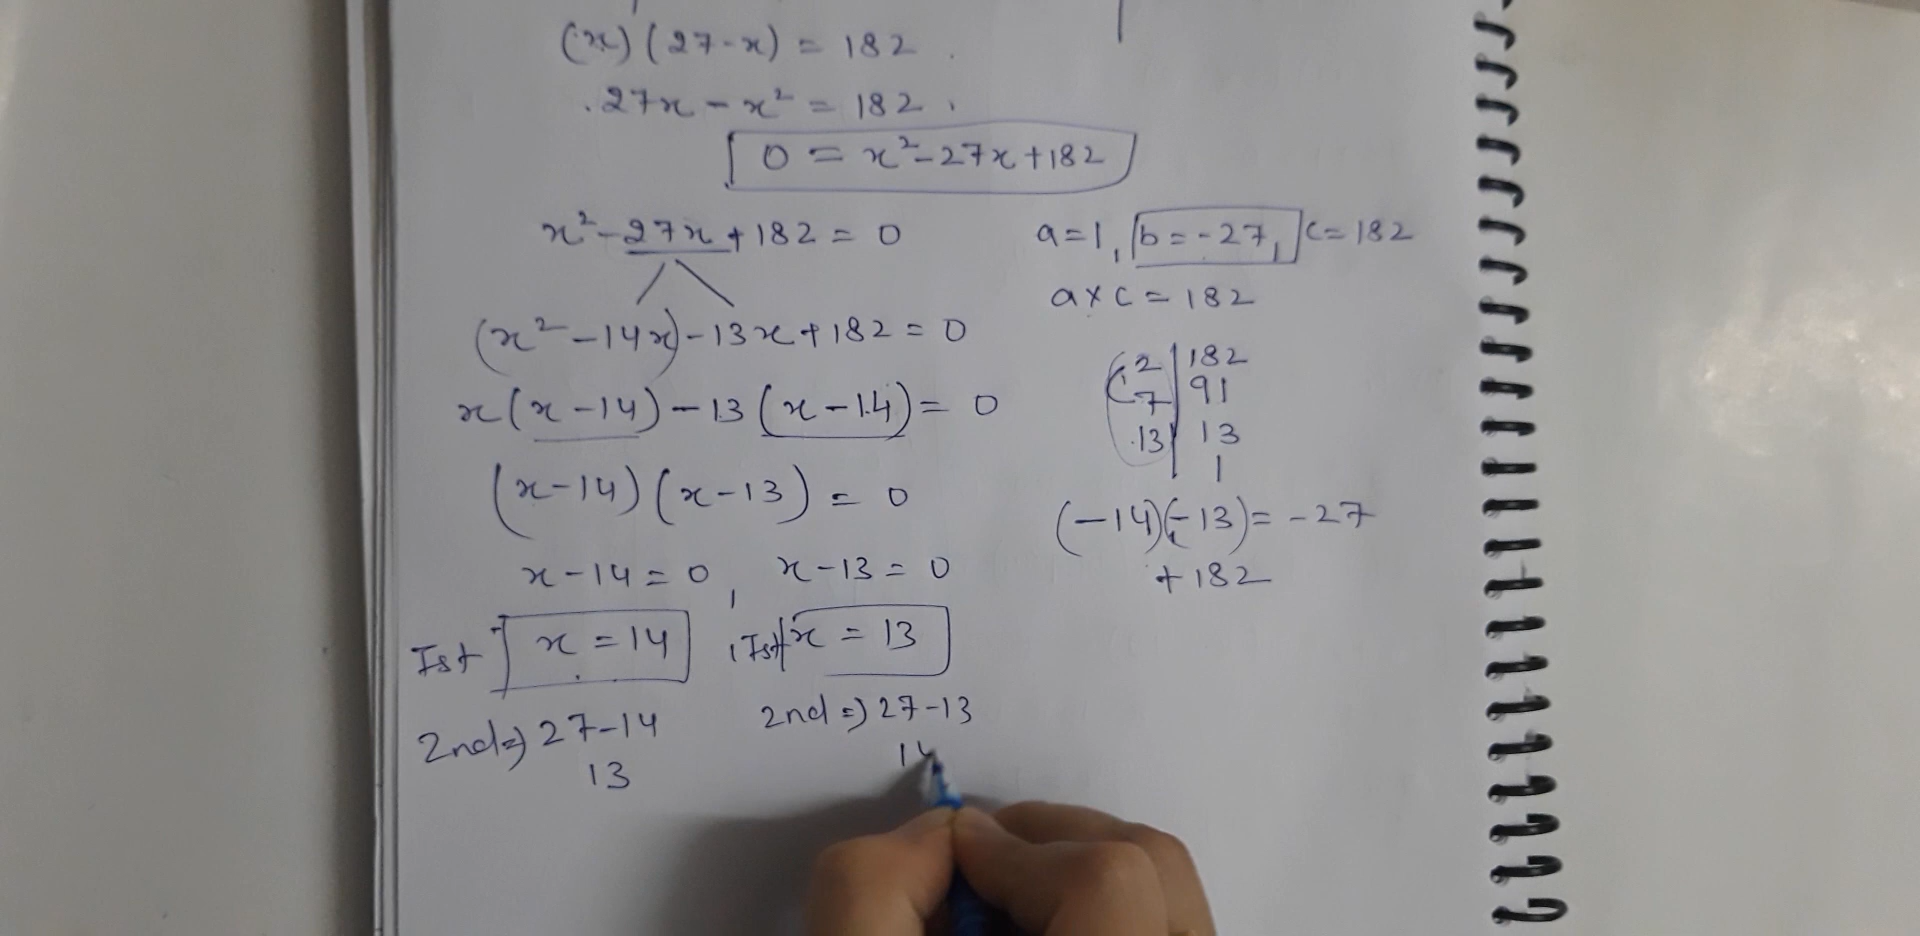 (x) (27-x) = 182
27x - x² = 182
0 = x² - 27x + 182
x² - 27x + 182 = 0
(x² - 14x) - 13x + 182 = 0
x(x - 14) - 13(x - 14) = 0
(x - 14)(x - 13) = 0
x - 14 = 0, x - 13 = 0
Ist x = 14
Ist x = 13
2nd ⇒ 27-14
13
2nd ⇒ 27-13
14
a = 1, b = -27, c = 182
a × c = 182
2 | 182
7 | 91
13 | 13
1
(-14)(-13) = -27
+182